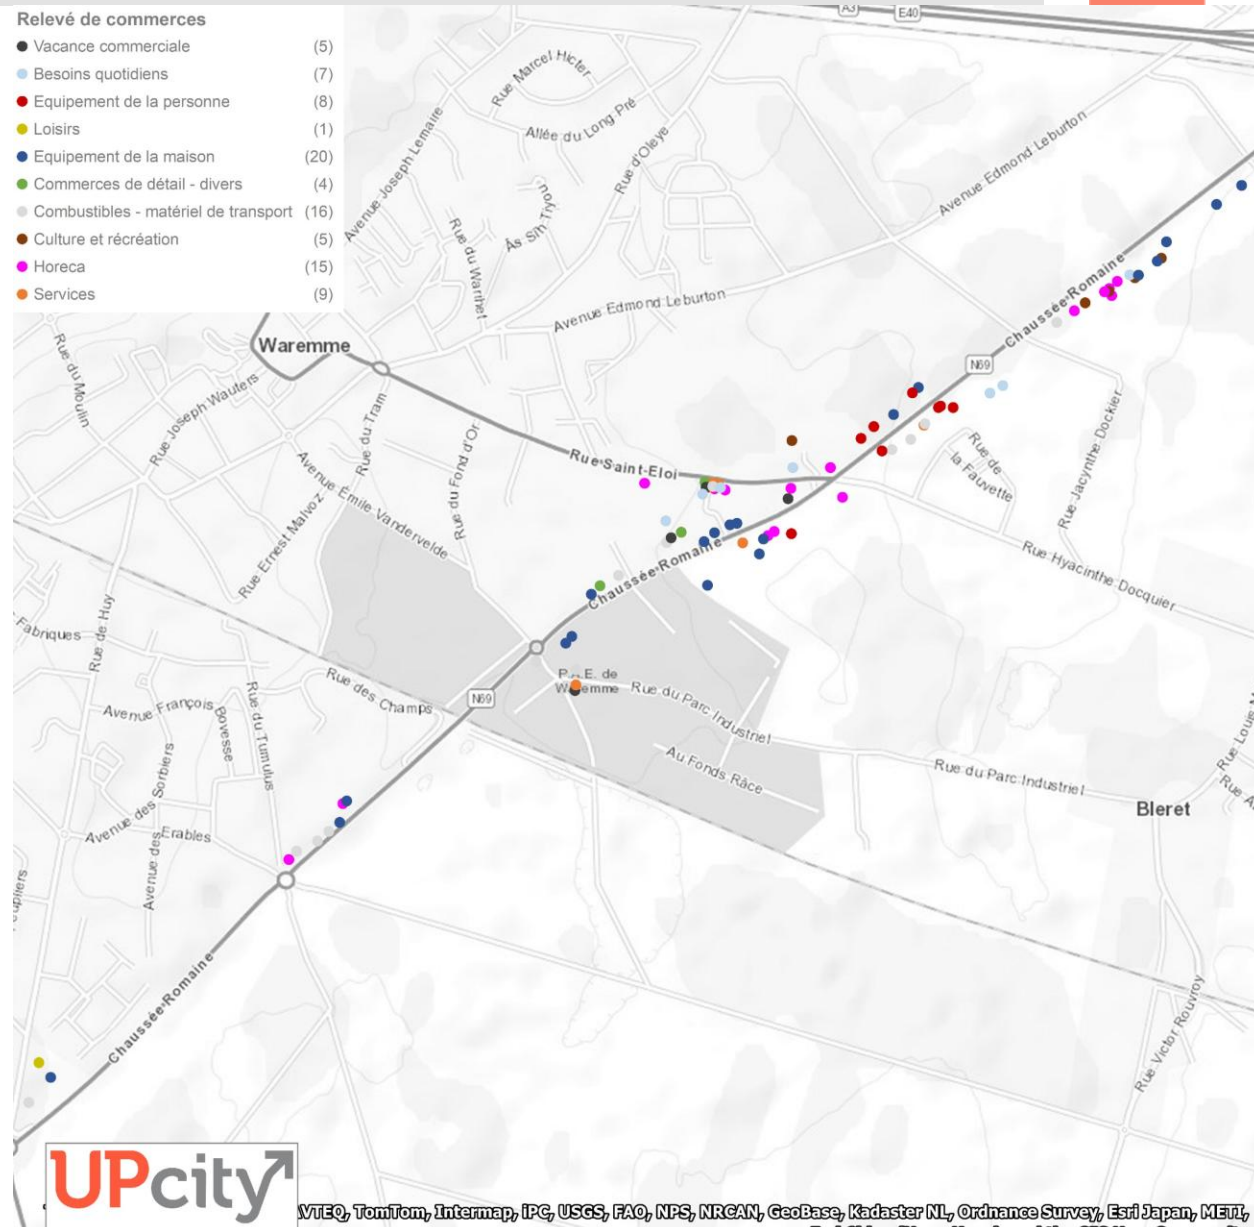 Relevé de commerces
Vacance commerciale (5)
Besoins quotidiens (7)
Equipement de la personne (8)
Loisirs (1)
Equipement de la maison (20)
Commerces de détail - divers (4)
Combustibles - matériel de transport (16)
Culture et récréation (5)
Horeca (15)
Services (9)
A3
E40
Rue Marcel Hicter
Allée du Long Pré
Rue d'Oleye
Avenue Joseph Lemaire
Avenue Edmond Leburton
Rue du Warihet
Avenue Edmond Leburton
Chaussée Romaine
Waremme
N69
Rue du Moulin
Rue Joseph Wauters
Rue du Tram
Rue Saint-Eloi
Rue du Fond d'Or
Rue de
la Fauvette
Rue Jacynthe Dockier
Avenue Émile Vandervelde
Rue Ernest Malvoz
Chaussée Romaine
Rue Hyacinthe Docquier
Fabriques
Rue de Huy
P.A.E. de
Waremme
Rue des Champs
N69
Rue du Parc Industriel
Avenue François Bovesse
Rue du Tumulus
Au Fonds Râce
Rue du Parc Industriel
Avenue des Sorbiers
Bleret
Avenue des Erables
Chaussée Romaine
Rue Victor Rouvroy
UPcity
AVTEQ, TomTom, Intermap, iPC, USGS, FAO, NPS, NRCAN, GeoBase, Kadaster NL, Ordnance Survey, Esri Japan, METI,